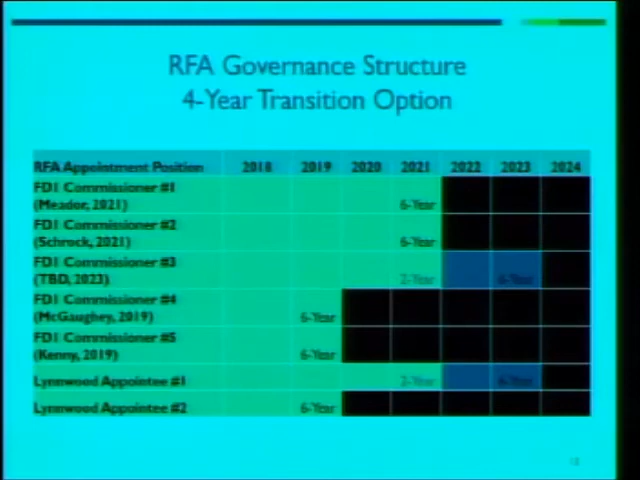 RFA Governance Structure
4-Year Transition Option
RFA Appointment Position 2018 2019 2020 2021 2022 2023 2024
FD1 Commissioner #1
(Meador, 2021) 6-Year
FD1 Commissioner #2
(Schrock, 2021) 6-Year
FD1 Commissioner #3
(TBD, 2023) 2-Year 6-Year
FD1 Commissioner #4
(McGaughey, 2019) 6-Year
FD1 Commissioner #5
(Kenny, 2019) 6-Year
Lynnwood Appointee #1 2-Year 6-Year
Lynnwood Appointee #2 6-Year